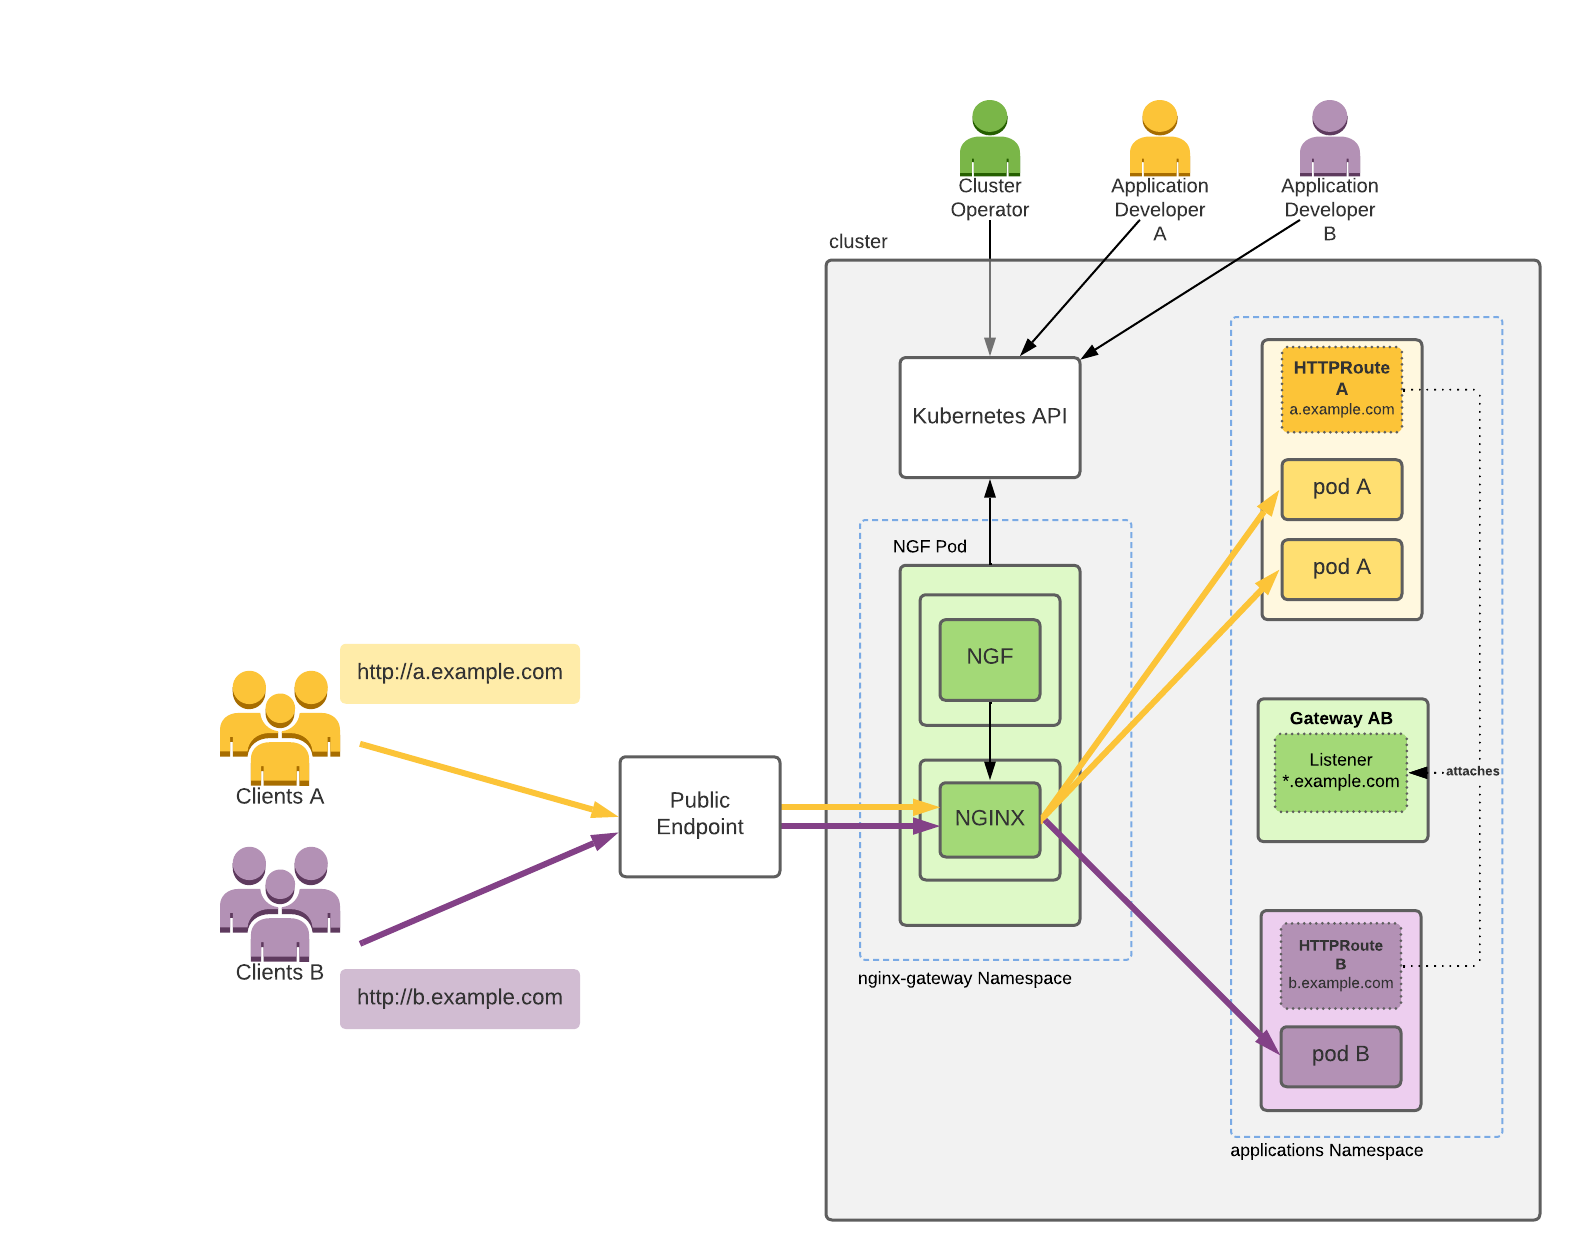 Cluster
Operator
Application
Developer
A
Application
Developer
B
cluster
Kubernetes API
HTTPRoute
A
a.example.com
pod A
pod A
NGF Pod
NGF
http://a.example.com
Clients A
Public
Endpoint
NGINX
Gateway AB
Listener
*.example.com
attaches
Clients B
http://b.example.com
nginx-gateway Namespace
HTTPRoute
B
b.example.com
pod B
applications Namespace